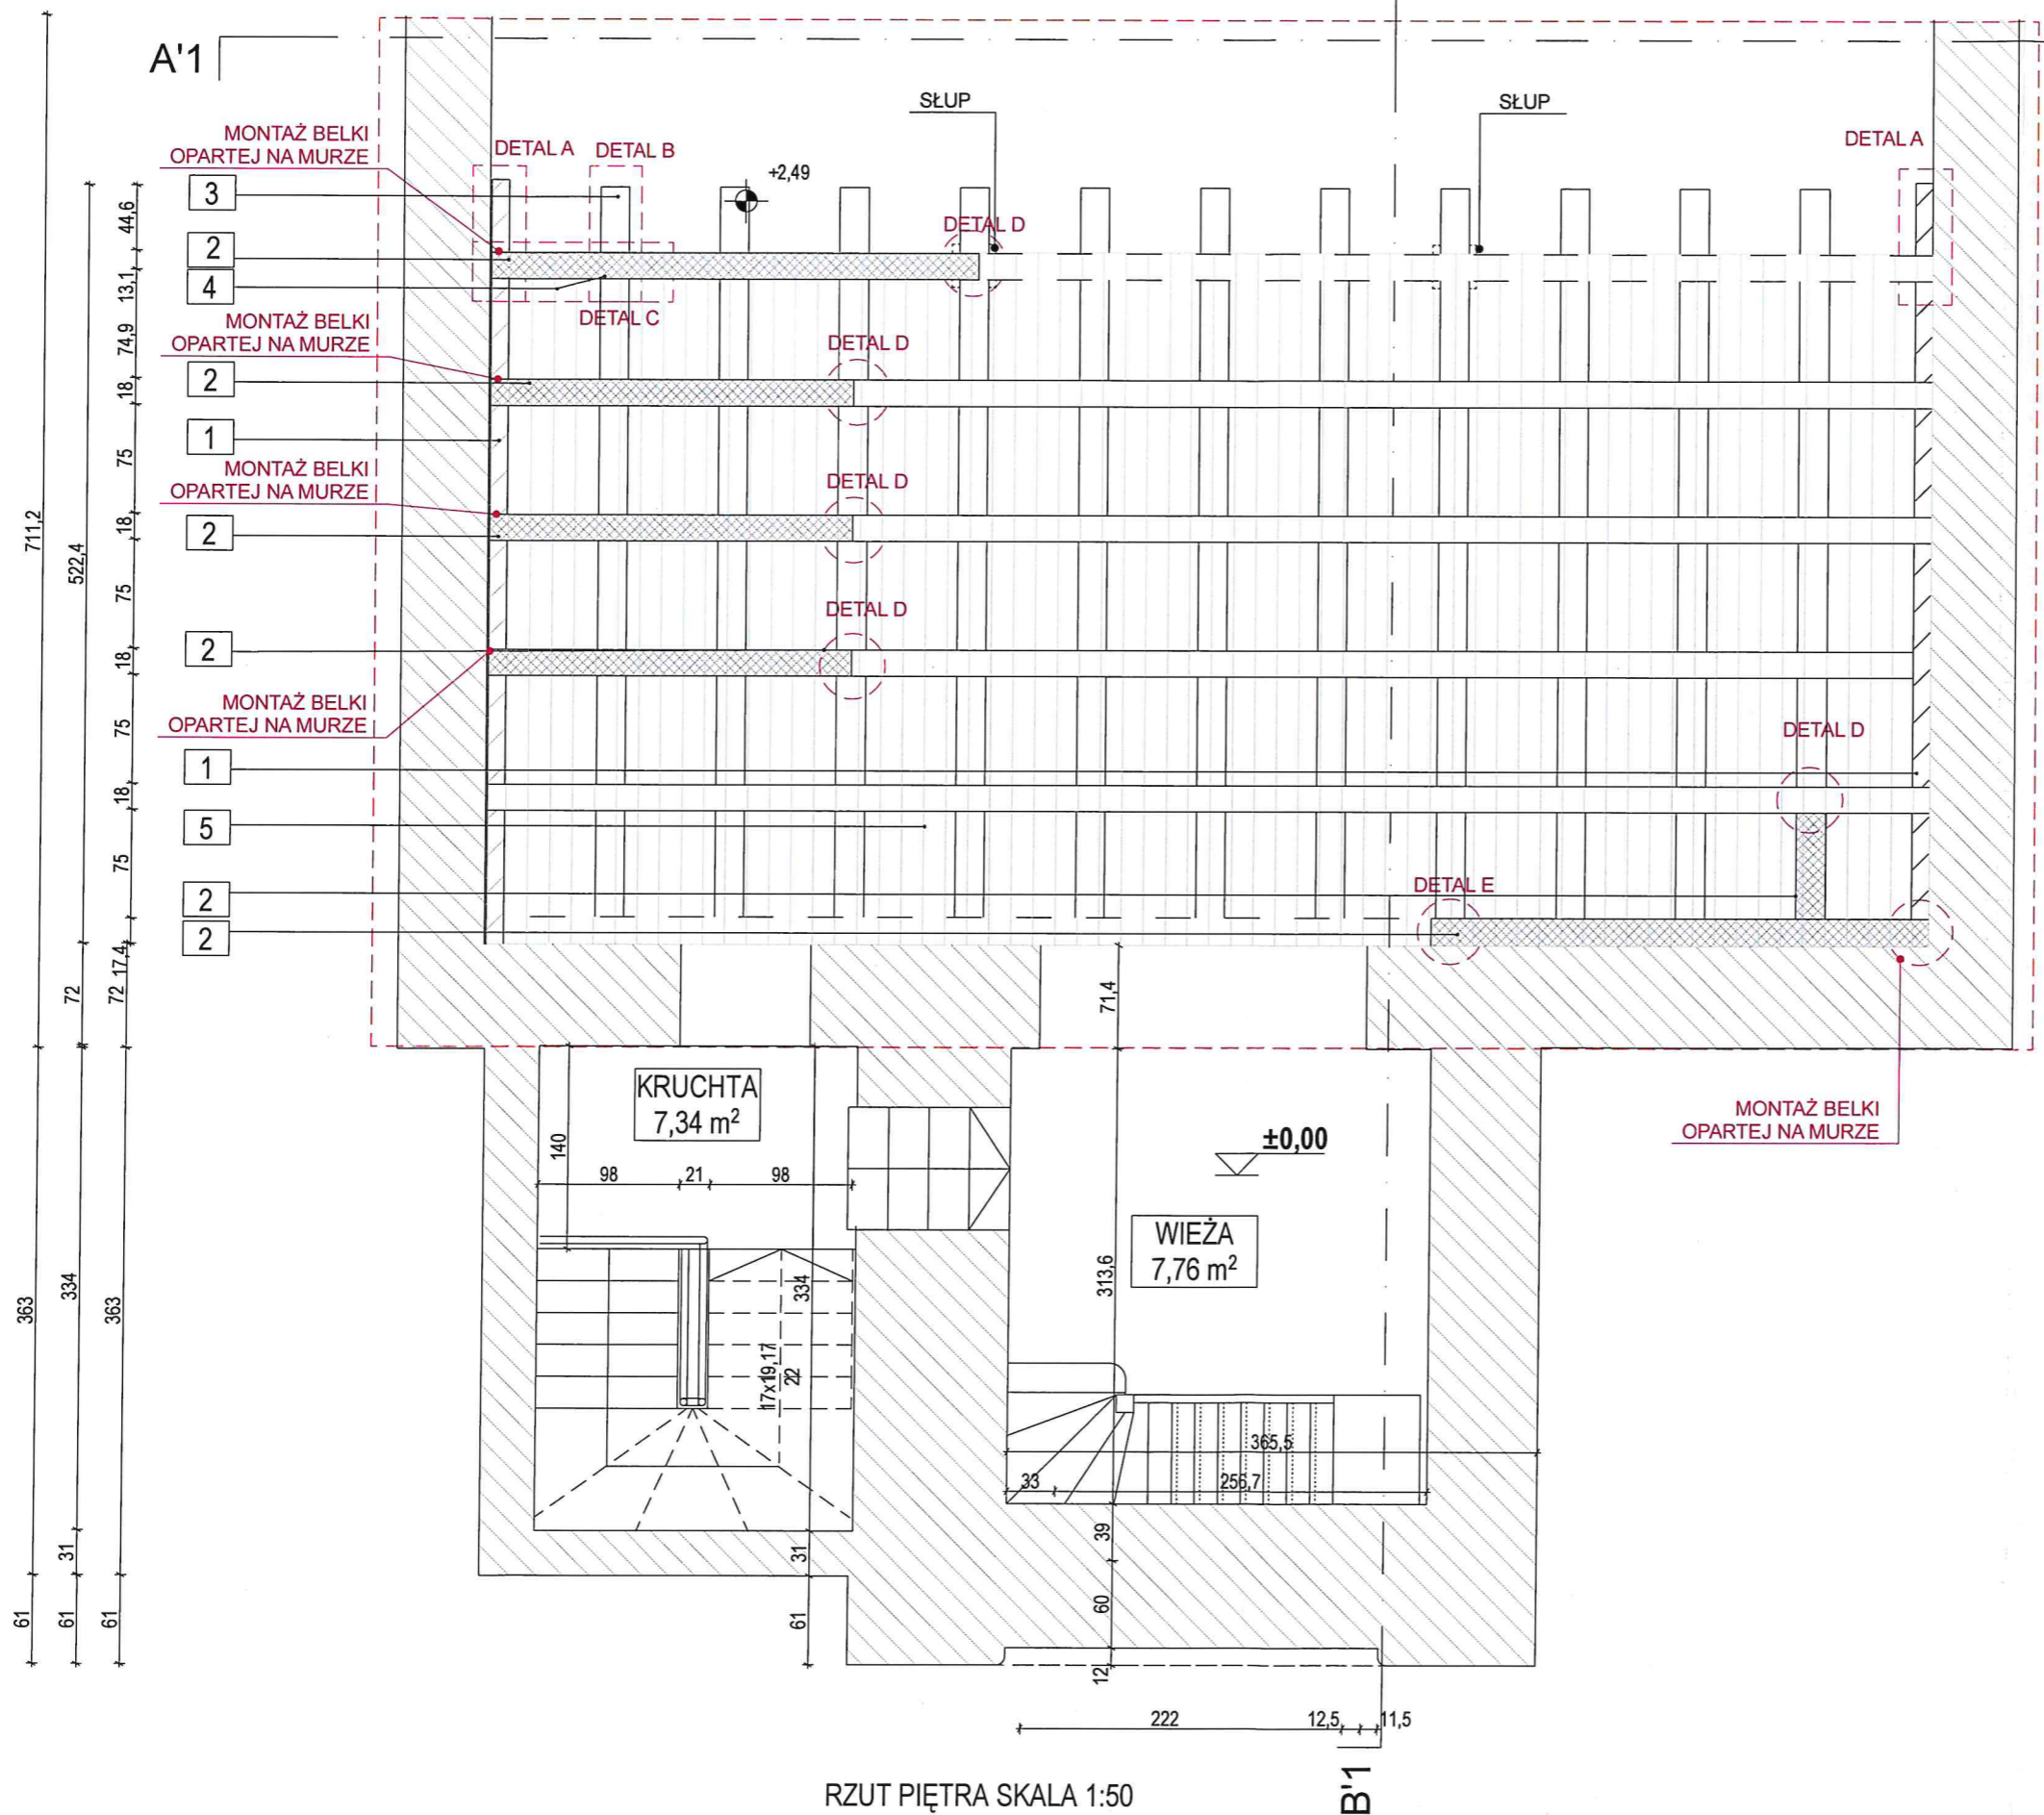 A'1
SŁUP
SŁUP
MONTAŻ BELKI
OPARTEJ NA MURZE
DETAL A
DETAL B
DETAL A
3
+2,49
DETAL D
2
4
DETAL C
MONTAŻ BELKI
OPARTEJ NA MURZE
DETAL D
2
1
MONTAŻ BELKI
OPARTEJ NA MURZE
DETAL D
2
DETAL D
2
MONTAŻ BELKI
OPARTEJ NA MURZE
DETAL D
1
5
2
DETAL E
2
711,2
363
61
522,4
72
334
31
61
44,6
13,1
74,9
18
75
18
75
18
75
18
75
17,4
72
363
61
71,4
KRUCHTA
7,34 m²
140
98
21
98
±0,00
MONTAŻ BELKI
OPARTEJ NA MURZE
WIEŻA
7,76 m²
334
313,6
17x19,17
22
365,5
33
256,7
31
61
39
60
12
222
12,5
11,5
B'1
RZUT PIĘTRA SKALA 1:50